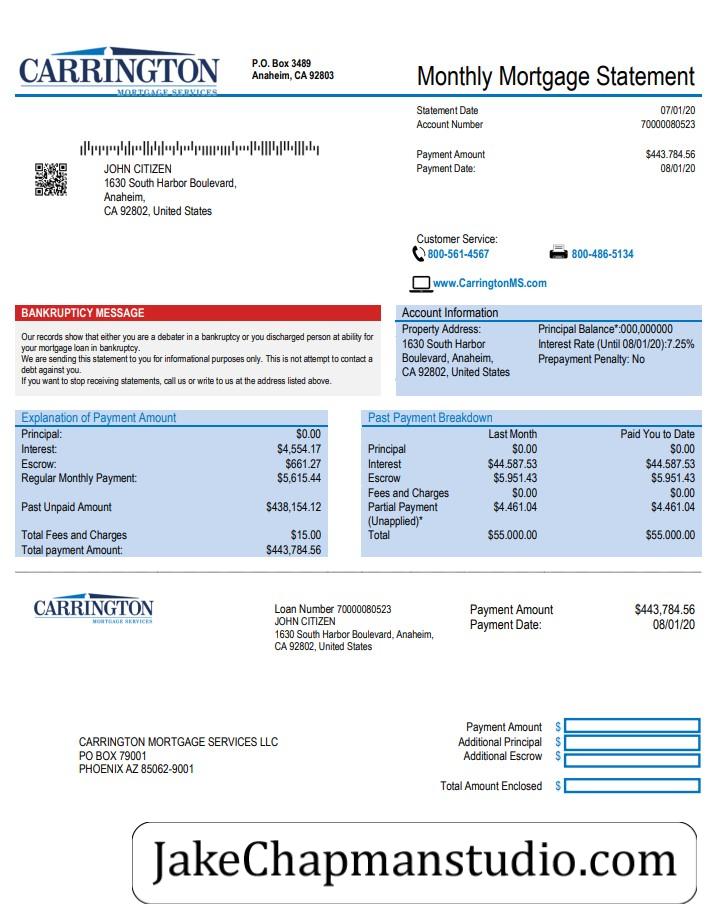 CARRINGTON
MORTGAGE SERVICES
P.O. Box 3489
Anaheim, CA 92803
Monthly Mortgage Statement
Statement Date 07/01/20
Account Number 70000080523
Payment Amount $443.784.56
Payment Date: 08/01/20
JOHN CITIZEN
1630 South Harbor Boulevard,
Anaheim,
CA 92802, United States
Customer Service:
800-561-4567 800-486-5134
www.CarringtonMS.com
BANKRUPTICY MESSAGE
Our records show that either you are a debater in a bankruptcy or you discharged person at ability for
your mortgage loan in bankruptcy.
We are sending this statement to you for informational purposes only. This is not attempt to contact a
debt against you.
If you want to stop receiving statements, call us or write to us at the address listed above.
Account Information
Property Address:
1630 South Harbor
Boulevard, Anaheim,
CA 92802, United States
Principal Balance*:000,000000
Interest Rate (Until 08/01/20):7.25%
Prepayment Penalty: No
Explanation of Payment Amount
Principal: $0.00
Interest: $4,554.17
Escrow: $661.27
Regular Monthly Payment: $5,615.44
Past Unpaid Amount $438,154.12
Total Fees and Charges $15.00
Total payment Amount: $443,784.56
Past Payment Breakdown
Last Month Paid You to Date
Principal $0.00 $0.00
Interest $44.587.53 $44.587.53
Escrow $5.951.43 $5.951.43
Fees and Charges $0.00 $0.00
Partial Payment $4.461.04 $4.461.04
(Unapplied)*
Total $55.000.00 $55.000.00
CARRINGTON
MORTGAGE SERVICES
Loan Number 70000080523
JOHN CITIZEN
1630 South Harbor Boulevard, Anaheim,
CA 92802, United States
Payment Amount $443,784.56
Payment Date: 08/01/20
CARRINGTON MORTGAGE SERVICES LLC
PO BOX 79001
PHOENIX AZ 85062-9001
Payment Amount $
Additional Principal $
Additional Escrow $
Total Amount Enclosed $
JakeChapmanstudio.com